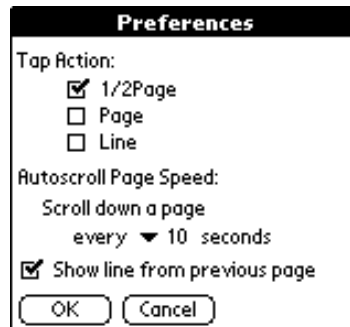 Preferences
Tap Action:
1/2Page
Page
Line
Autoscroll Page Speed:
Scroll down a page
every 10 seconds
Show line from previous page
OK Cancel